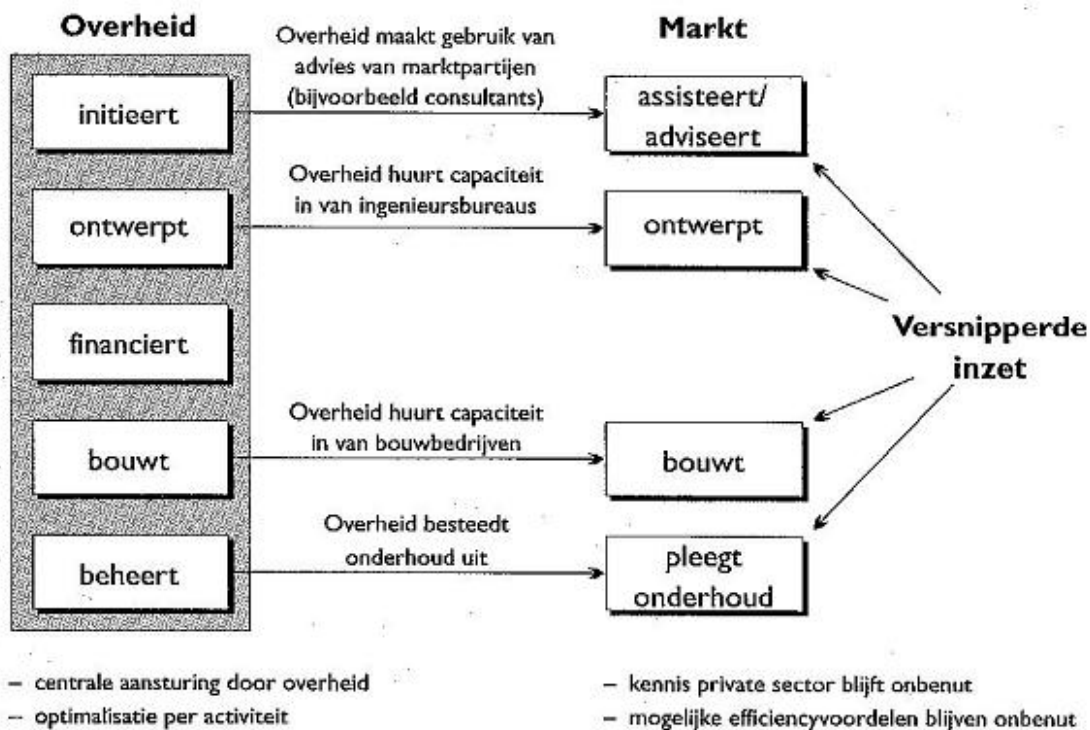 Overheid
Markt
Overheid maakt gebruik van
advies van marktpartijen
(bijvoorbeeld consultants)
initieert
assisteert/
adviseert
Overheid huurt capaciteit
in van ingenieursbureaus
ontwerpt
ontwerpt
financiert
Versnipperde
inzet
Overheid huurt capaciteit
in van bouwbedrijven
bouwt
bouwt
Overheid besteedt
onderhoud uit
beheert
pleegt
onderhoud
– centrale aansturing door overheid
– optimalisatie per activiteit
– kennis private sector blijft onbenut
– mogelijke efficiencyvoordelen blijven onbenut